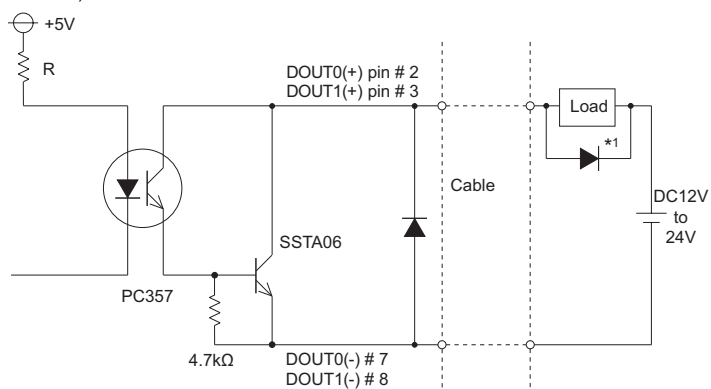 +5V
R
DOUT0(+) pin # 2
DOUT1(+) pin # 3
Load
*1
Cable
DC12V
to
24V
SSTA06
PC357
4.7kΩ
DOUT0(-) # 7
DOUT1(-) # 8